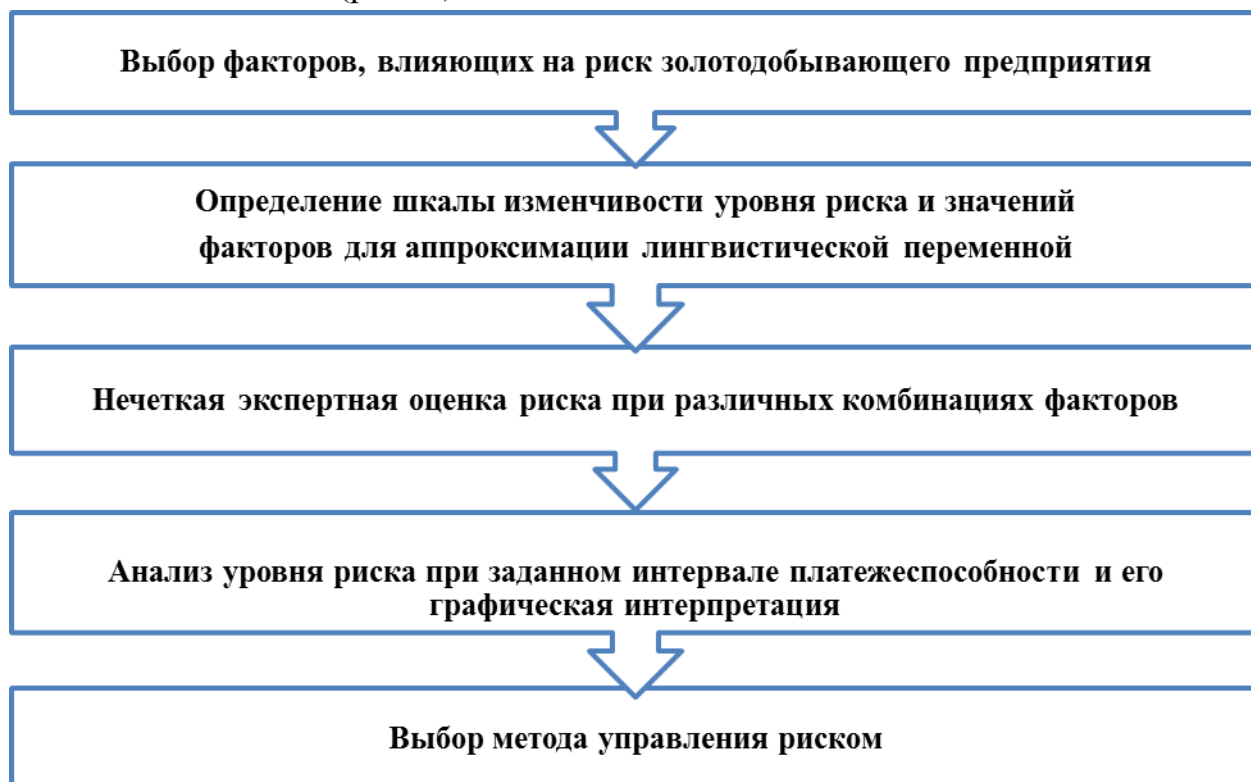 Выбор факторов, влияющих на риск золотодобывающего предприятия
Определение шкалы изменчивости уровня риска и значений
факторов для аппроксимации лингвистической переменной
Нечеткая экспертная оценка риска при различных комбинациях факторов
Анализ уровня риска при заданном интервале платежеспособности и его
графическая интерпретация
Выбор метода управления риском